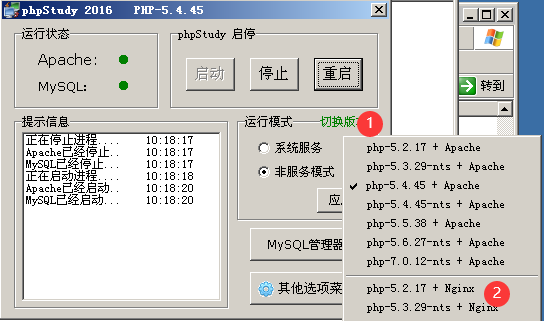 phpStudy 2016 PHP-5.4.45
运行状态
Apache:
MySQL:
phpStudy 启停
启动
停止
重启
转到
提示信息
正在停止进程.... 10:18:17
Apache已经停止.. 10:18:17
MySQL已经停止... 10:18:17
正在启动进程.... 10:18:18
Apache已经启动.. 10:18:20
MySQL已经启动... 10:18:20
运行模式
切换版
1
系统服务
非服务模式
MySQL管理器
其他选项菜
php-5.2.17 + Apache
php-5.3.29-nts + Apache
php-5.4.45 + Apache
php-5.4.45-nts + Apache
php-5.5.38 + Apache
php-5.6.27-nts + Apache
php-7.0.12-nts + Apache
php-5.2.17 + Nginx
2
php-5.3.29-nts + Nginx